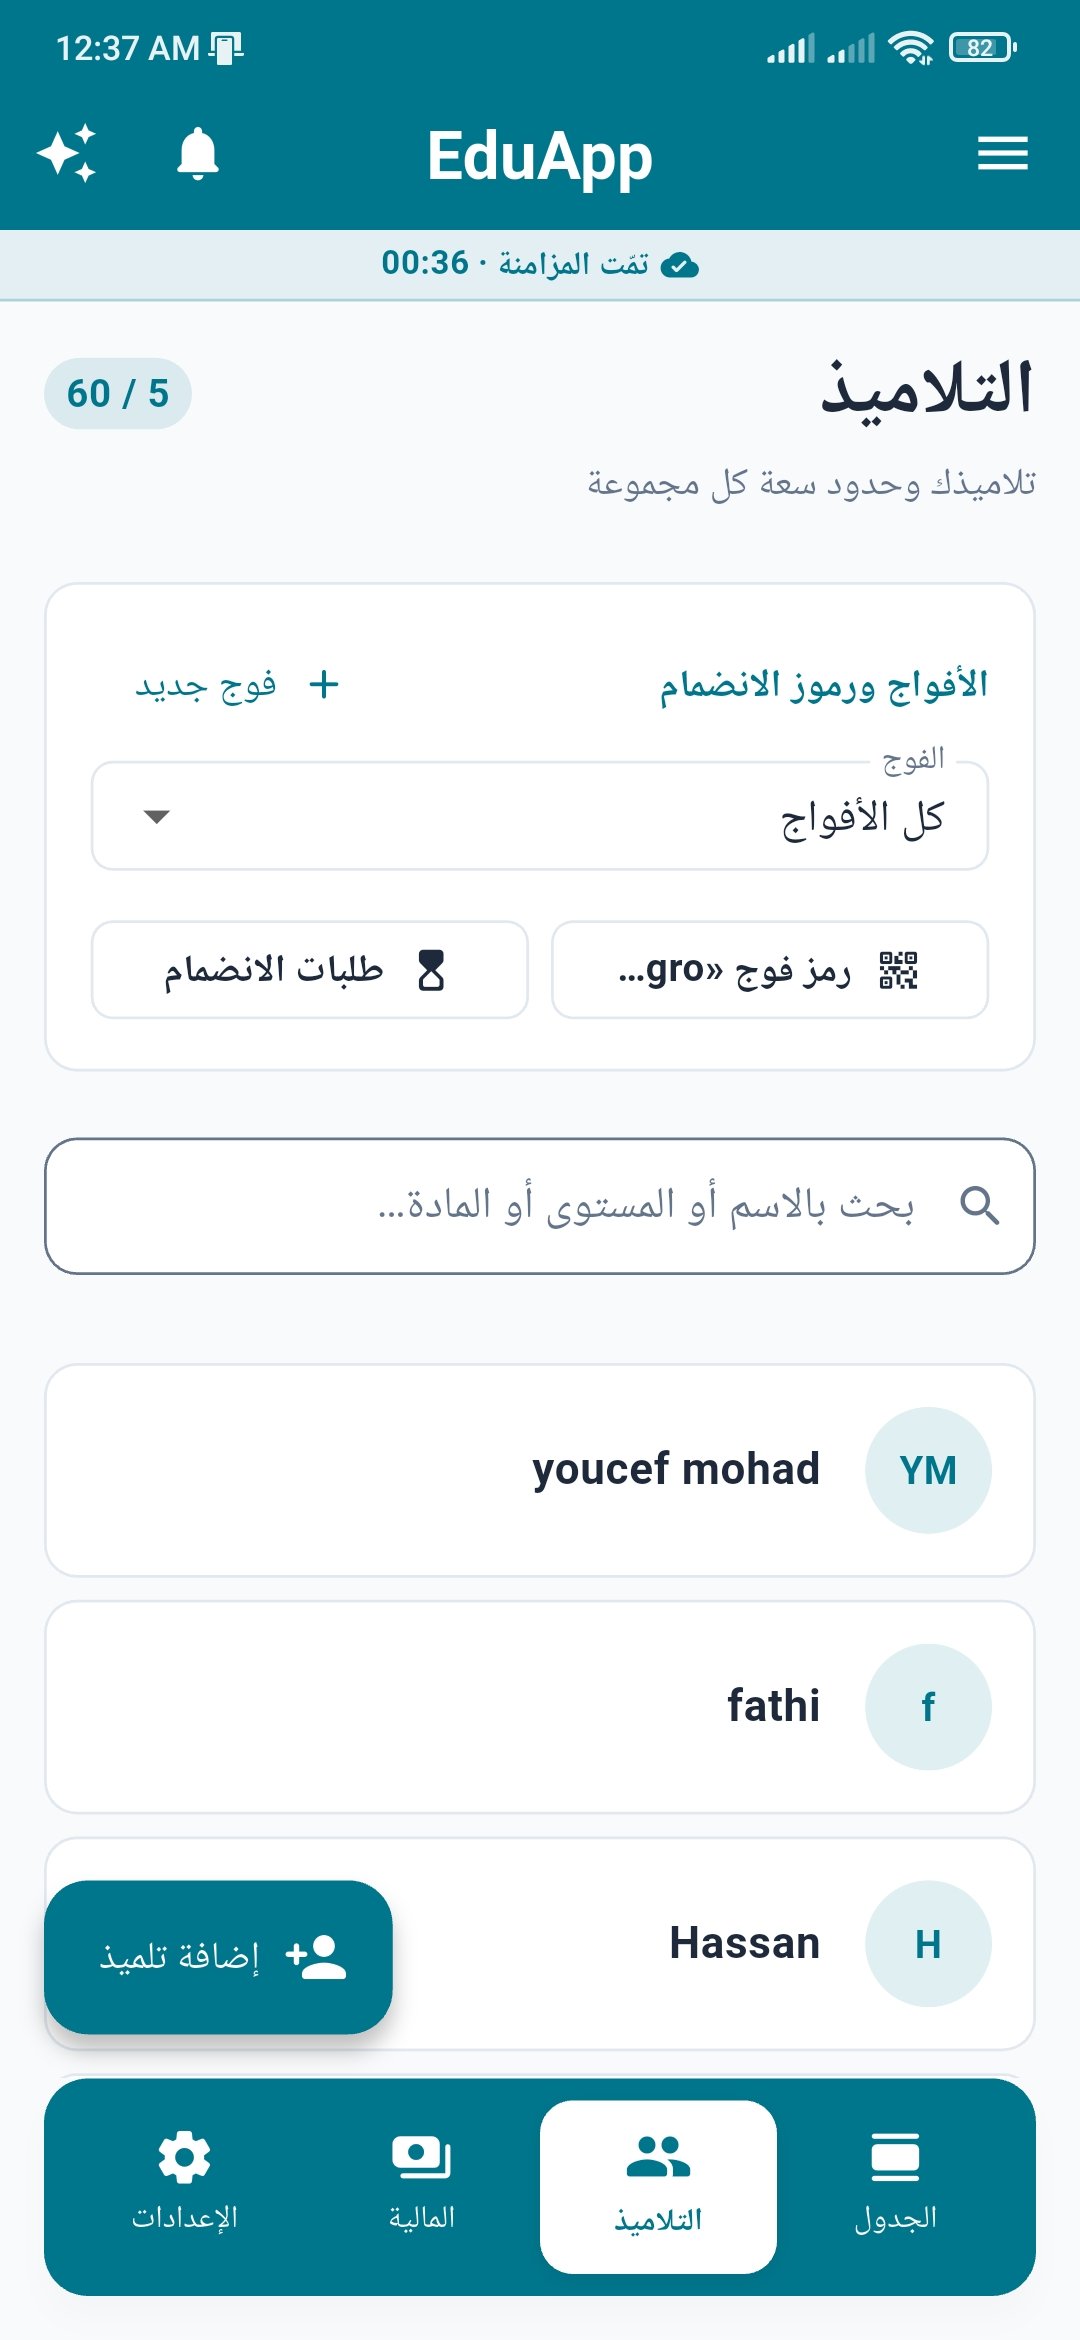 12:37 AM
82
EduApp
تمّت المزامنة · 00:36
التلاميذ
60 / 5
تلاميذك وحدود سعة كل مجموعة
الأفواج ورموز الانضمام
فوج جديد
الفوج
كل الأفواج
رمز فوج «gro...
طلبات الانضمام
بحث بالاسم أو المستوى أو المادة...
YM
youcef mohad
f
fathi
H
Hassan
إضافة تلميذ
الجدول
التلاميذ
المالية
الإعدادات